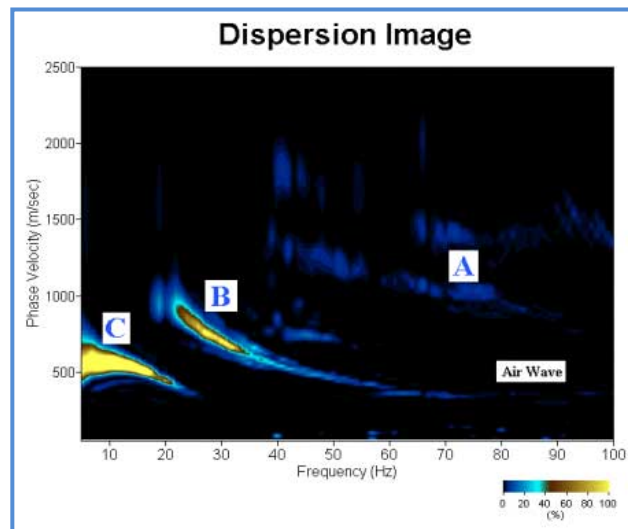 Dispersion Image
2500
2000
1500
1000
500
Phase Velocity (m/sec)
A
B
C
Air Wave
10 20 30 40 50 60 70 80 90 100
Frequency (Hz)
0 20 40 60 80 100
(%)